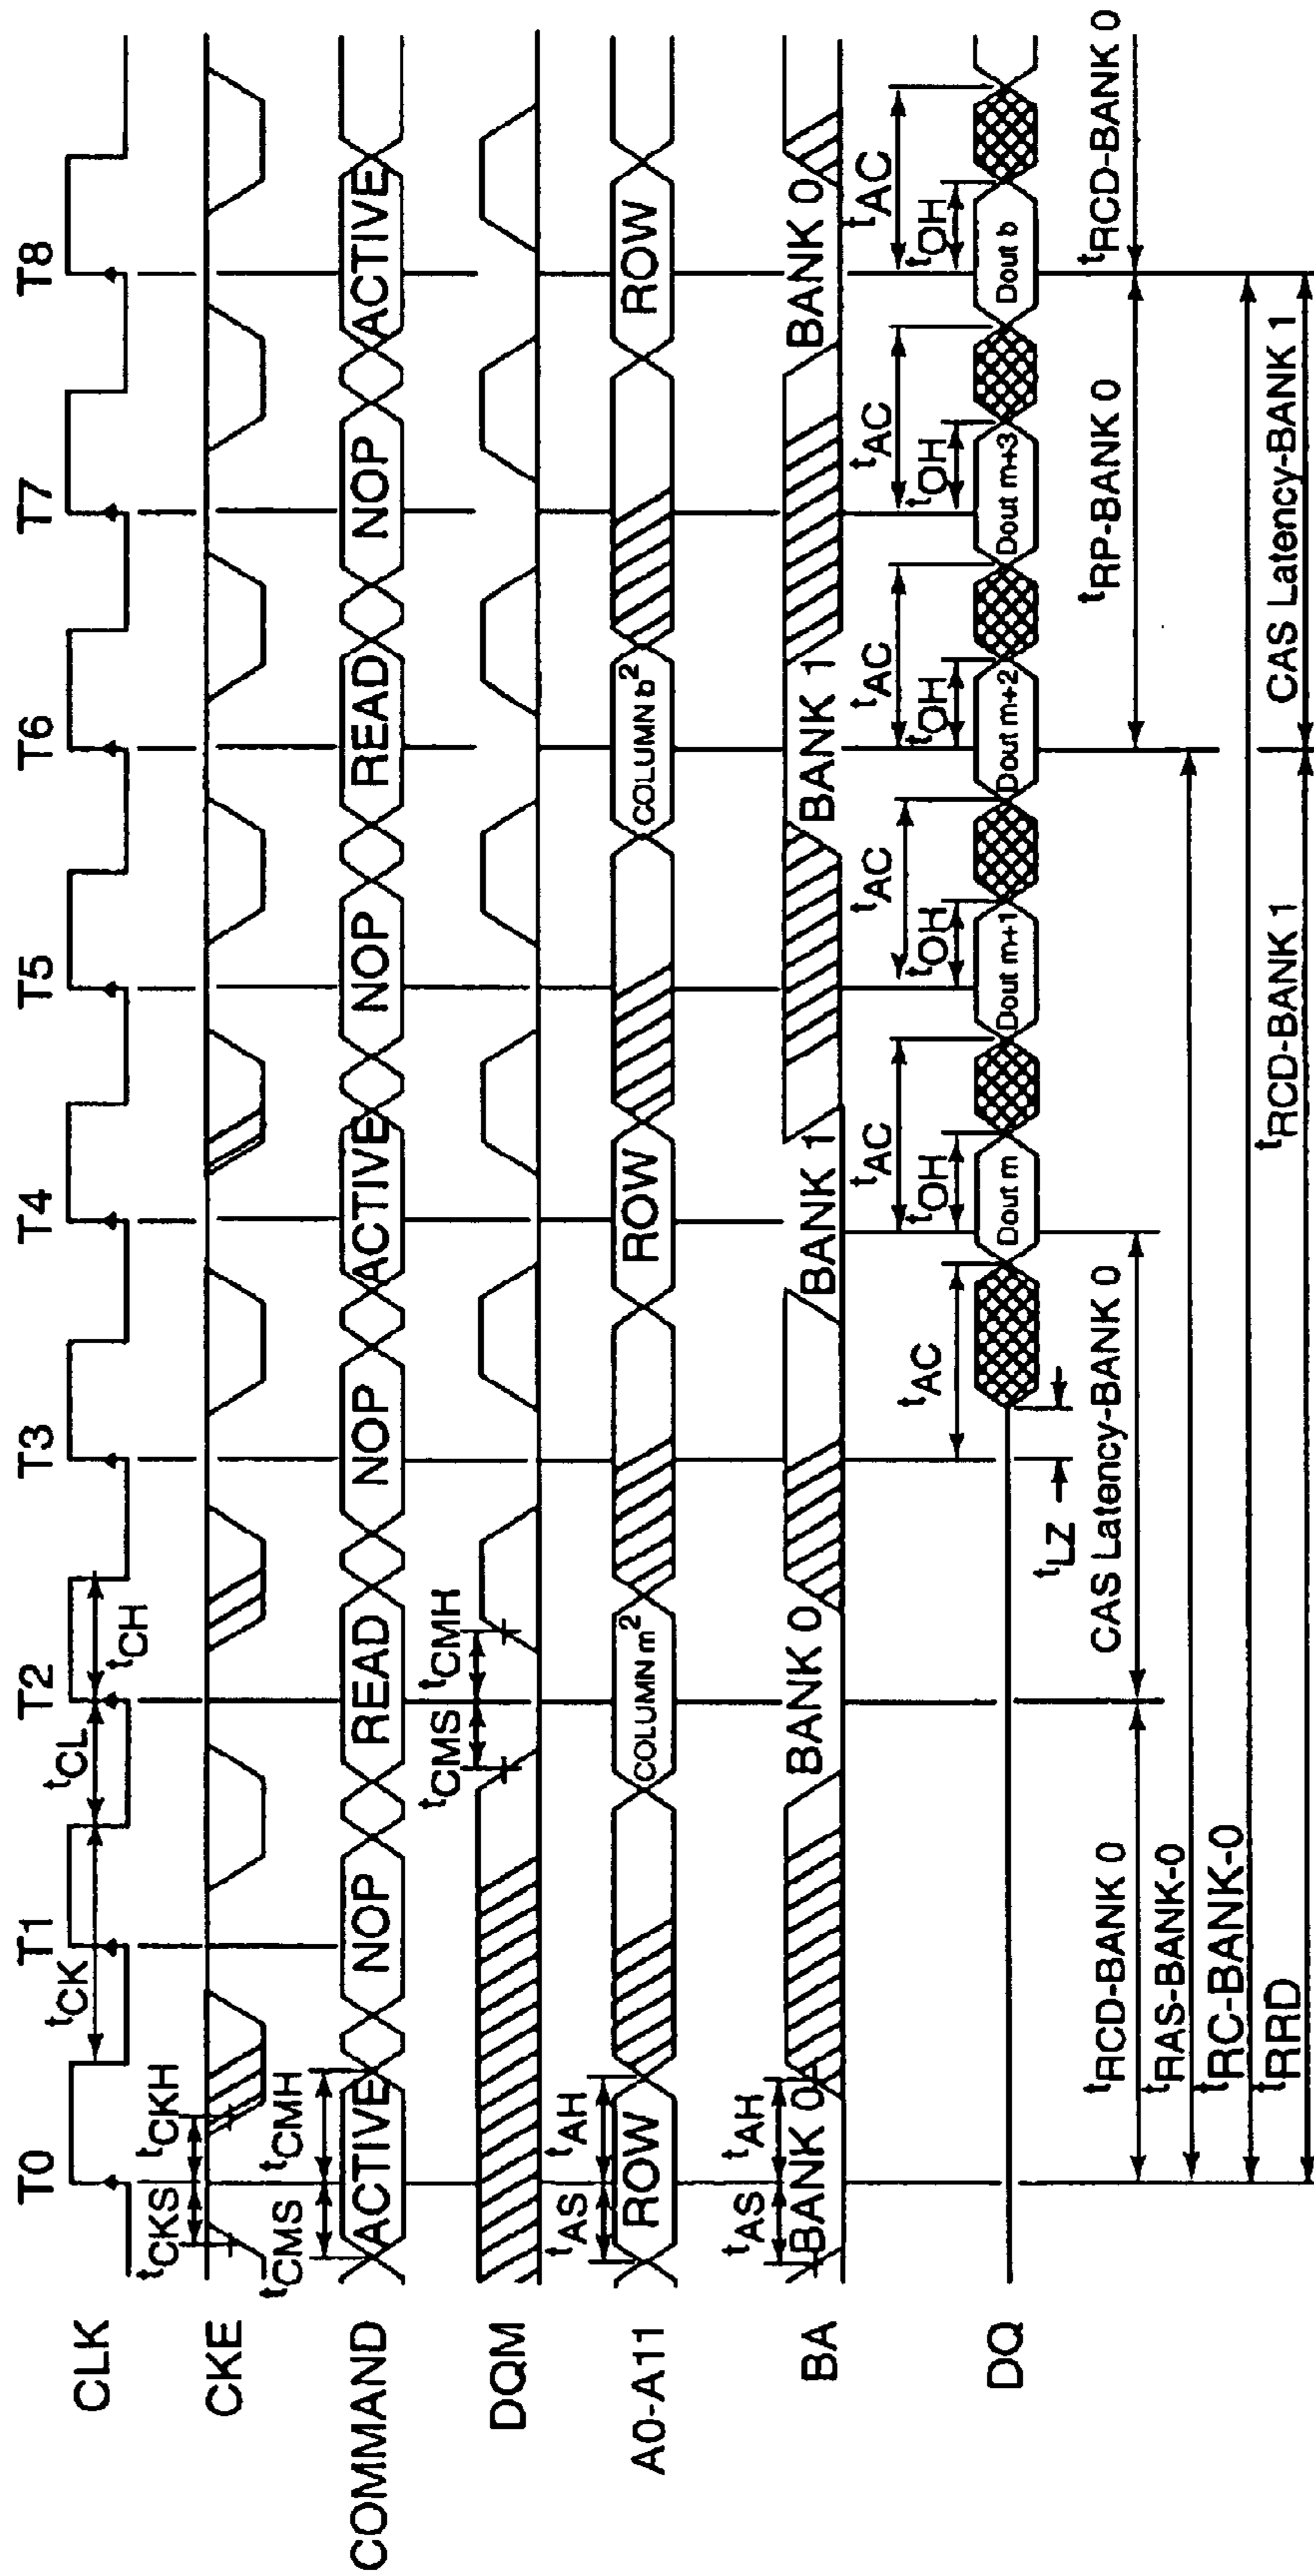 T0 T1 T2 T3 T4 T5 T6 T7 T8
CLK
tCK tCL tCH
CKE
tCKS tCKH
COMMAND
tCMS tCMH
ACTIVE NOP READ NOP ACTIVE NOP READ NOP ACTIVE
DQM
tCMS tCMH
A0-A11
tAS tAH
ROW COLUMN m² ROW COLUMN b² ROW
BA
tAS tAH
BANK 0 BANK 0 BANK 1 BANK 1 BANK 0
tAC tAC tAC tAC tAC
tAC tOH tOH tOH tOH tOH
DQ
Dout m Dout m+1 Dout m+2 Dout m+3 Dout b
tLZ
tRCD-BANK 0 CAS Latency-BANK 0 tRP-BANK 0 tRCD-BANK 0
tRAS-BANK-0
tRC-BANK-0
tRRD tRCD-BANK 1 CAS Latency-BANK 1